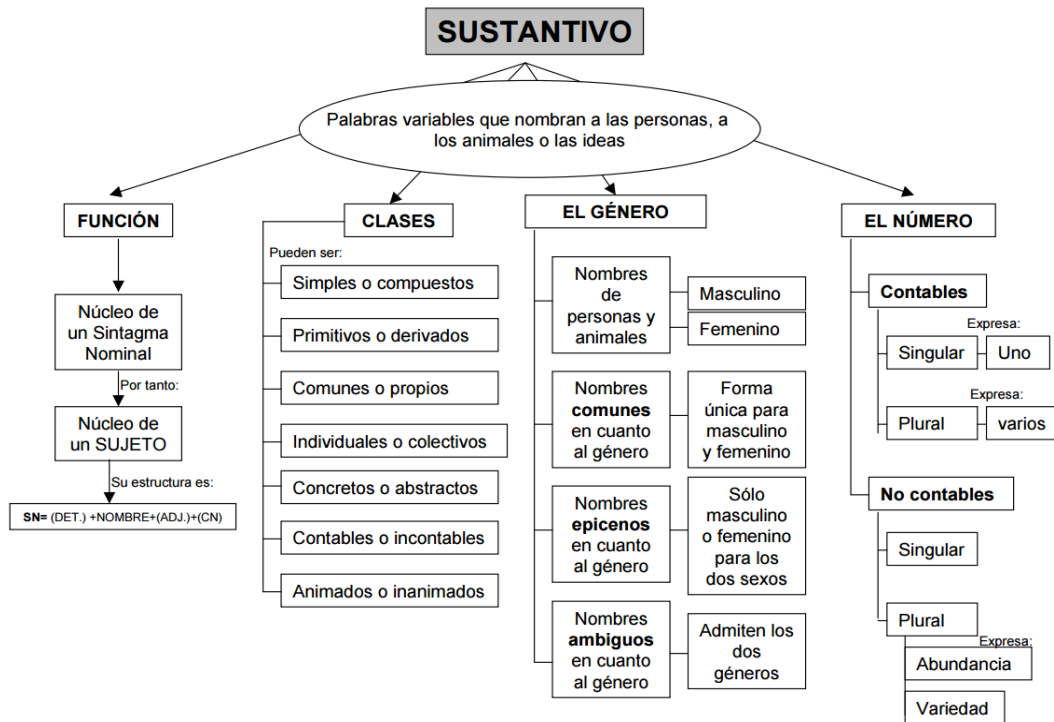 SUSTANTIVO
Palabras variables que nombran a las personas, a
los animales o las ideas
FUNCIÓN
Núcleo de
un Sintagma
Nominal
Por tanto:
Núcleo de
un SUJETO
Su estructura es:
SN= (DET.) +NOMBRE+(ADJ.)+(CN)
CLASES
Pueden ser:
Simples o compuestos
Primitivos o derivados
Comunes o propios
Individuales o colectivos
Concretos o abstractos
Contables o incontables
Animados o inanimados
EL GÉNERO
Nombres
de
personas y
animales
Masculino
Femenino
Nombres
comunes
en cuanto
al género
Forma
única para
masculino
y femenino
Nombres
epicenos
en cuanto
al género
Sólo
masculino
o femenino
para los
dos sexos
Nombres
ambiguos
en cuanto
al género
Admiten los
dos
géneros
EL NÚMERO
Contables
Expresa:
Singular
Uno
Expresa:
Plural
varios
No contables
Singular
Plural
Expresa:
Abundancia
Variedad